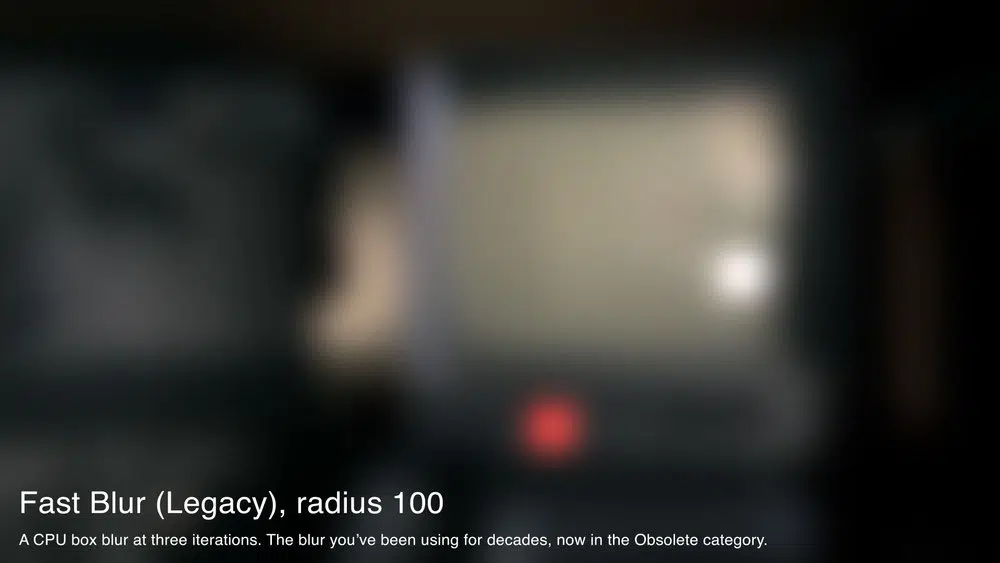 Fast Blur (Legacy), radius 100
A CPU box blur at three iterations. The blur you’ve been using for decades, now in the Obsolete category.